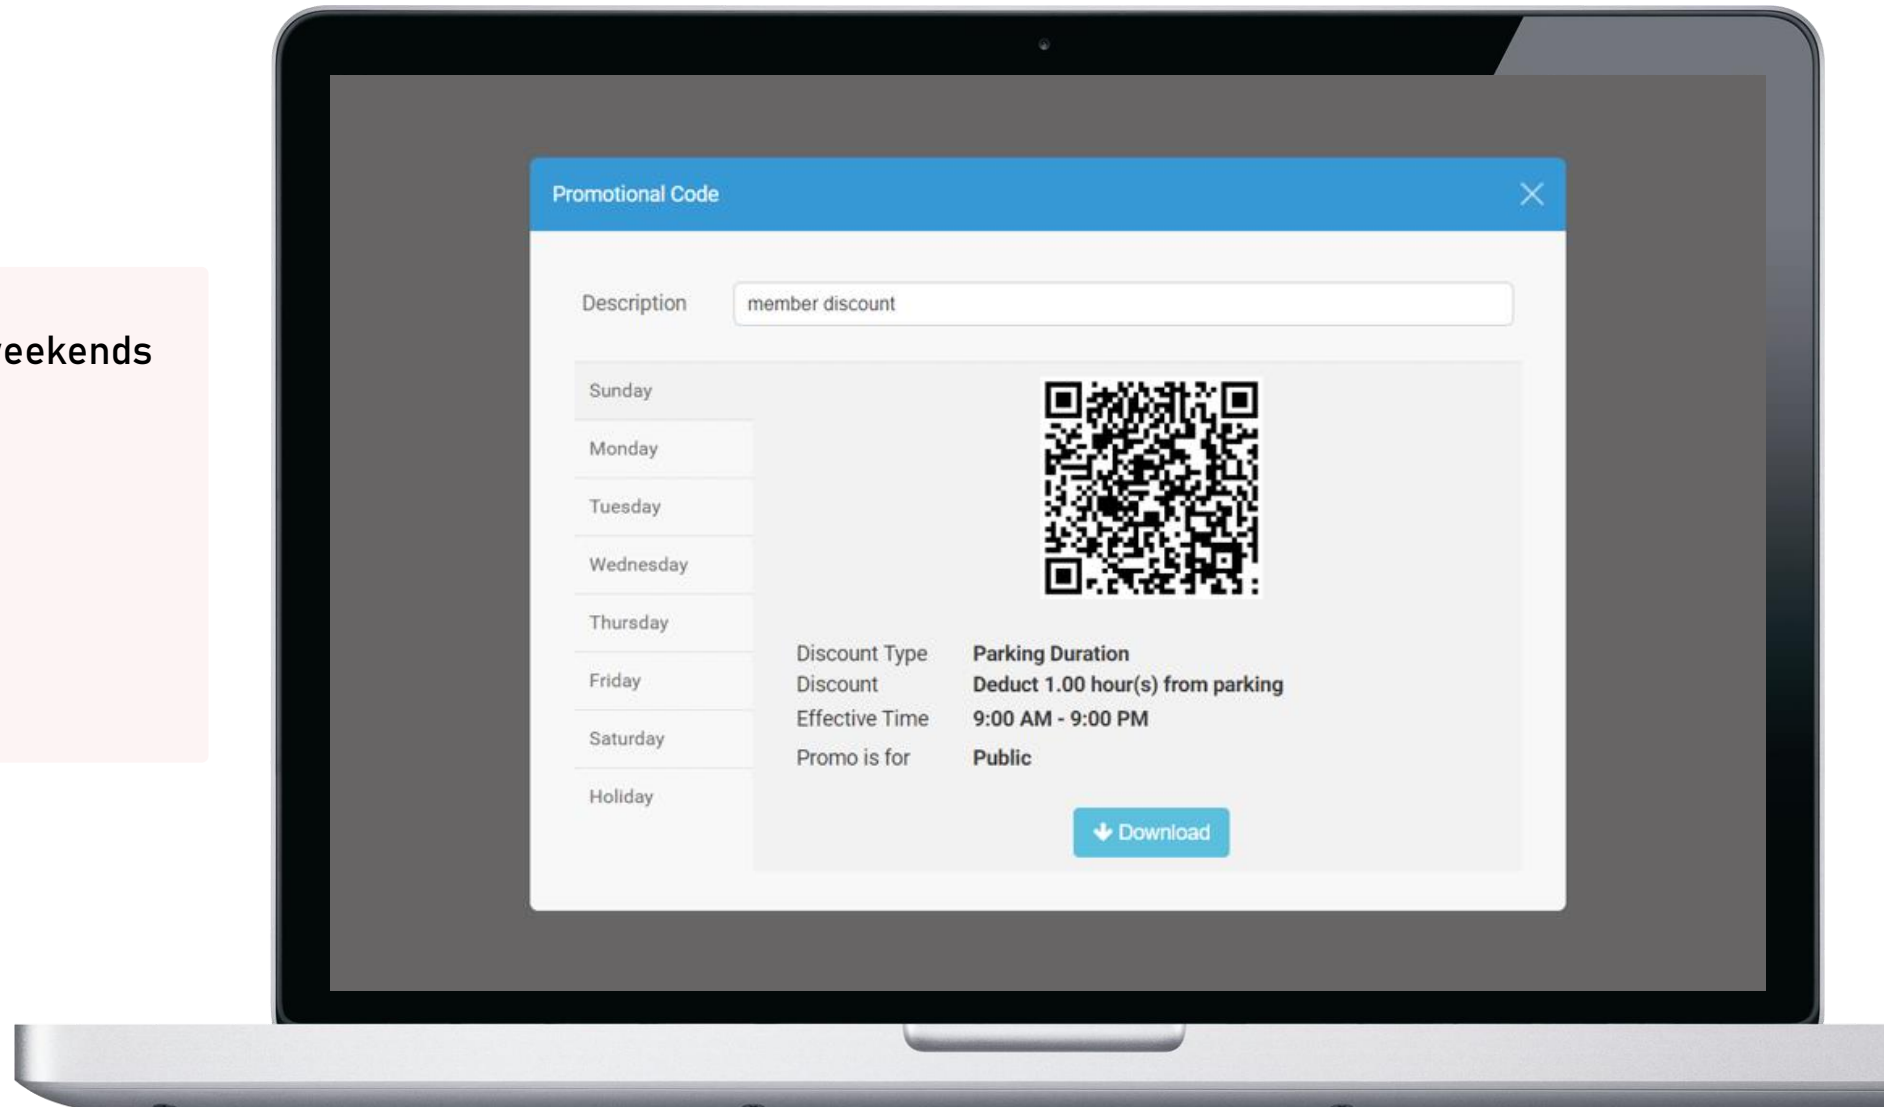 weekends
Promotional Code
Description member discount
Sunday
Monday
Tuesday
Wednesday
Thursday
Friday
Saturday
Holiday
Discount Type Parking Duration
Discount Deduct 1.00 hour(s) from parking
Effective Time 9:00 AM - 9:00 PM
Promo is for Public
Download